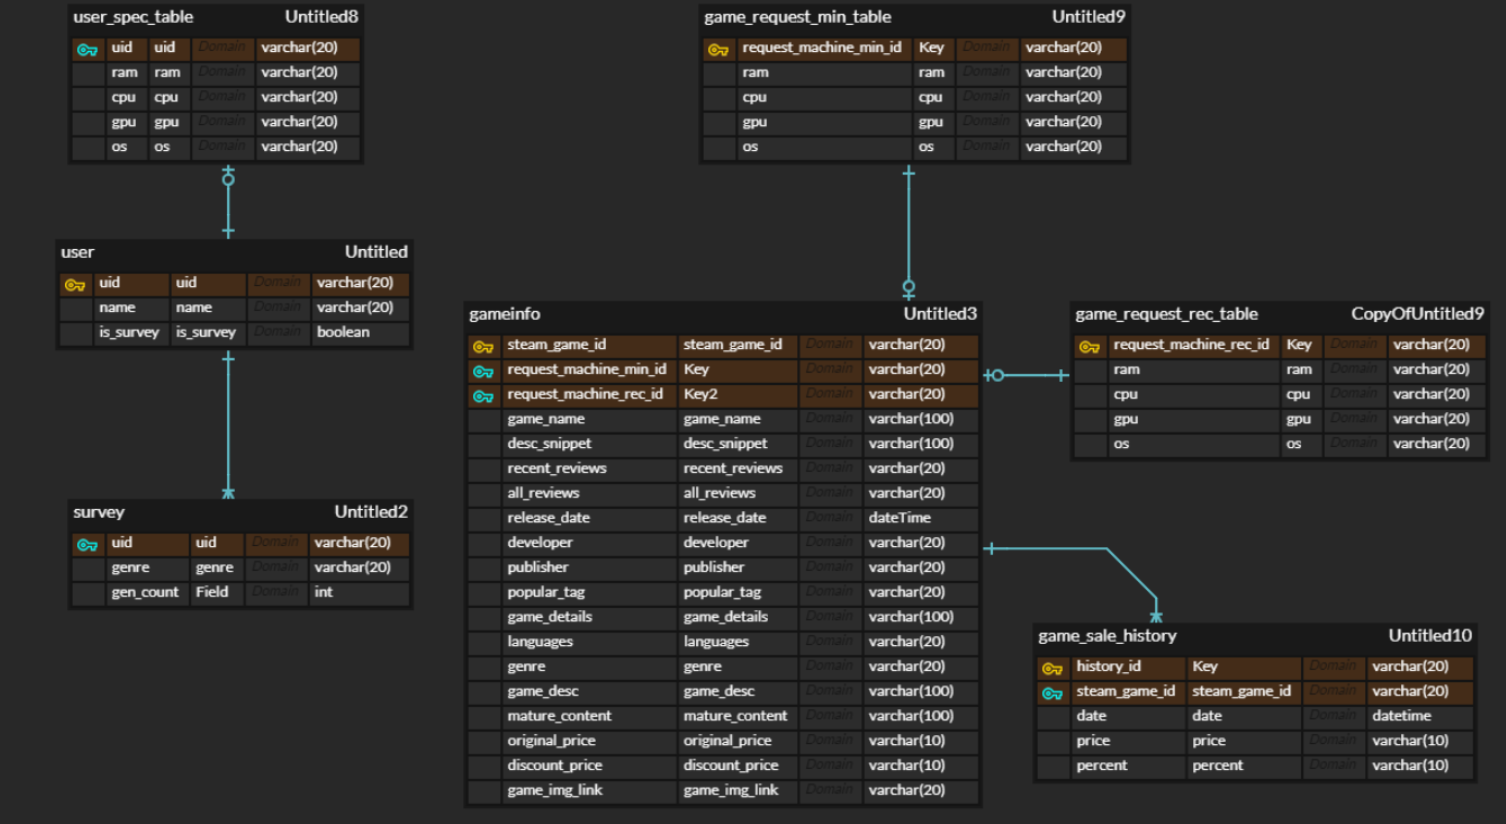 user_spec_table Untitled8
uid uid Domain varchar(20)
ram ram Domain varchar(20)
cpu cpu Domain varchar(20)
gpu gpu Domain varchar(20)
os os Domain varchar(20)
game_request_min_table Untitled9
request_machine_min_id Key Domain varchar(20)
ram ram Domain varchar(20)
cpu cpu Domain varchar(20)
gpu gpu Domain varchar(20)
os os Domain varchar(20)
user Untitled
uid uid Domain varchar(20)
name name Domain varchar(20)
is_survey is_survey Domain boolean
gameinfo Untitled3
steam_game_id steam_game_id Domain varchar(20)
request_machine_min_id Key Domain varchar(20)
request_machine_rec_id Key2 Domain varchar(20)
game_name game_name Domain varchar(100)
desc_snippet desc_snippet Domain varchar(100)
recent_reviews recent_reviews Domain varchar(20)
all_reviews all_reviews Domain varchar(20)
release_date release_date Domain dateTime
developer developer Domain varchar(20)
publisher publisher Domain varchar(20)
popular_tag popular_tag Domain varchar(20)
game_details game_details Domain varchar(100)
languages languages Domain varchar(20)
genre genre Domain varchar(20)
game_desc game_desc Domain varchar(100)
mature_content mature_content Domain varchar(100)
original_price original_price Domain varchar(10)
discount_price discount_price Domain varchar(10)
game_img_link game_img_link Domain varchar(20)
game_request_rec_table CopyOfUntitled9
request_machine_rec_id Key Domain varchar(20)
ram ram Domain varchar(20)
cpu cpu Domain varchar(20)
gpu gpu Domain varchar(20)
os os Domain varchar(20)
survey Untitled2
uid uid Domain varchar(20)
genre genre Domain varchar(20)
gen_count Field Domain int
game_sale_history Untitled10
history_id Key Domain varchar(20)
steam_game_id steam_game_id Domain varchar(20)
date date Domain datetime
price price Domain varchar(10)
percent percent Domain varchar(10)